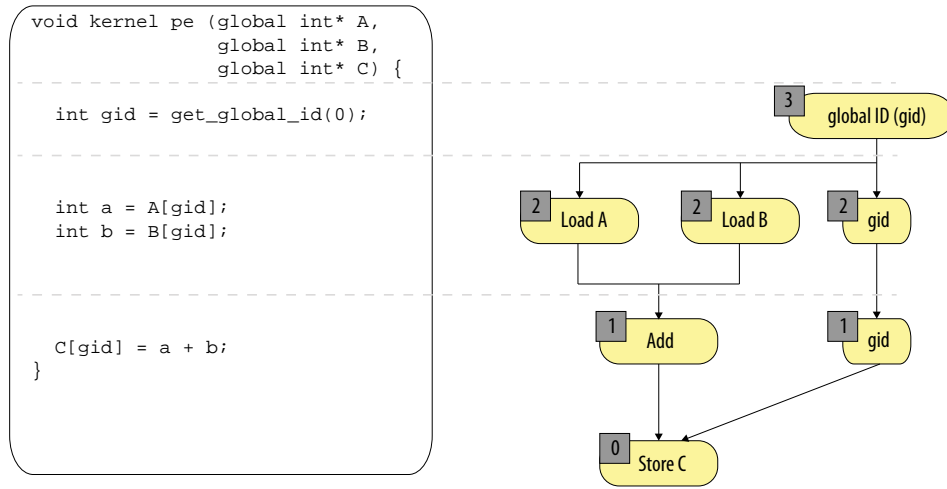 void kernel pe (global int* A,
global int* B,
global int* C) {
int gid = get_global_id(0);
int a = A[gid];
int b = B[gid];
C[gid] = a + b;
}
3
global ID (gid)
2
Load A
2
Load B
2
gid
1
Add
1
gid
0
Store C